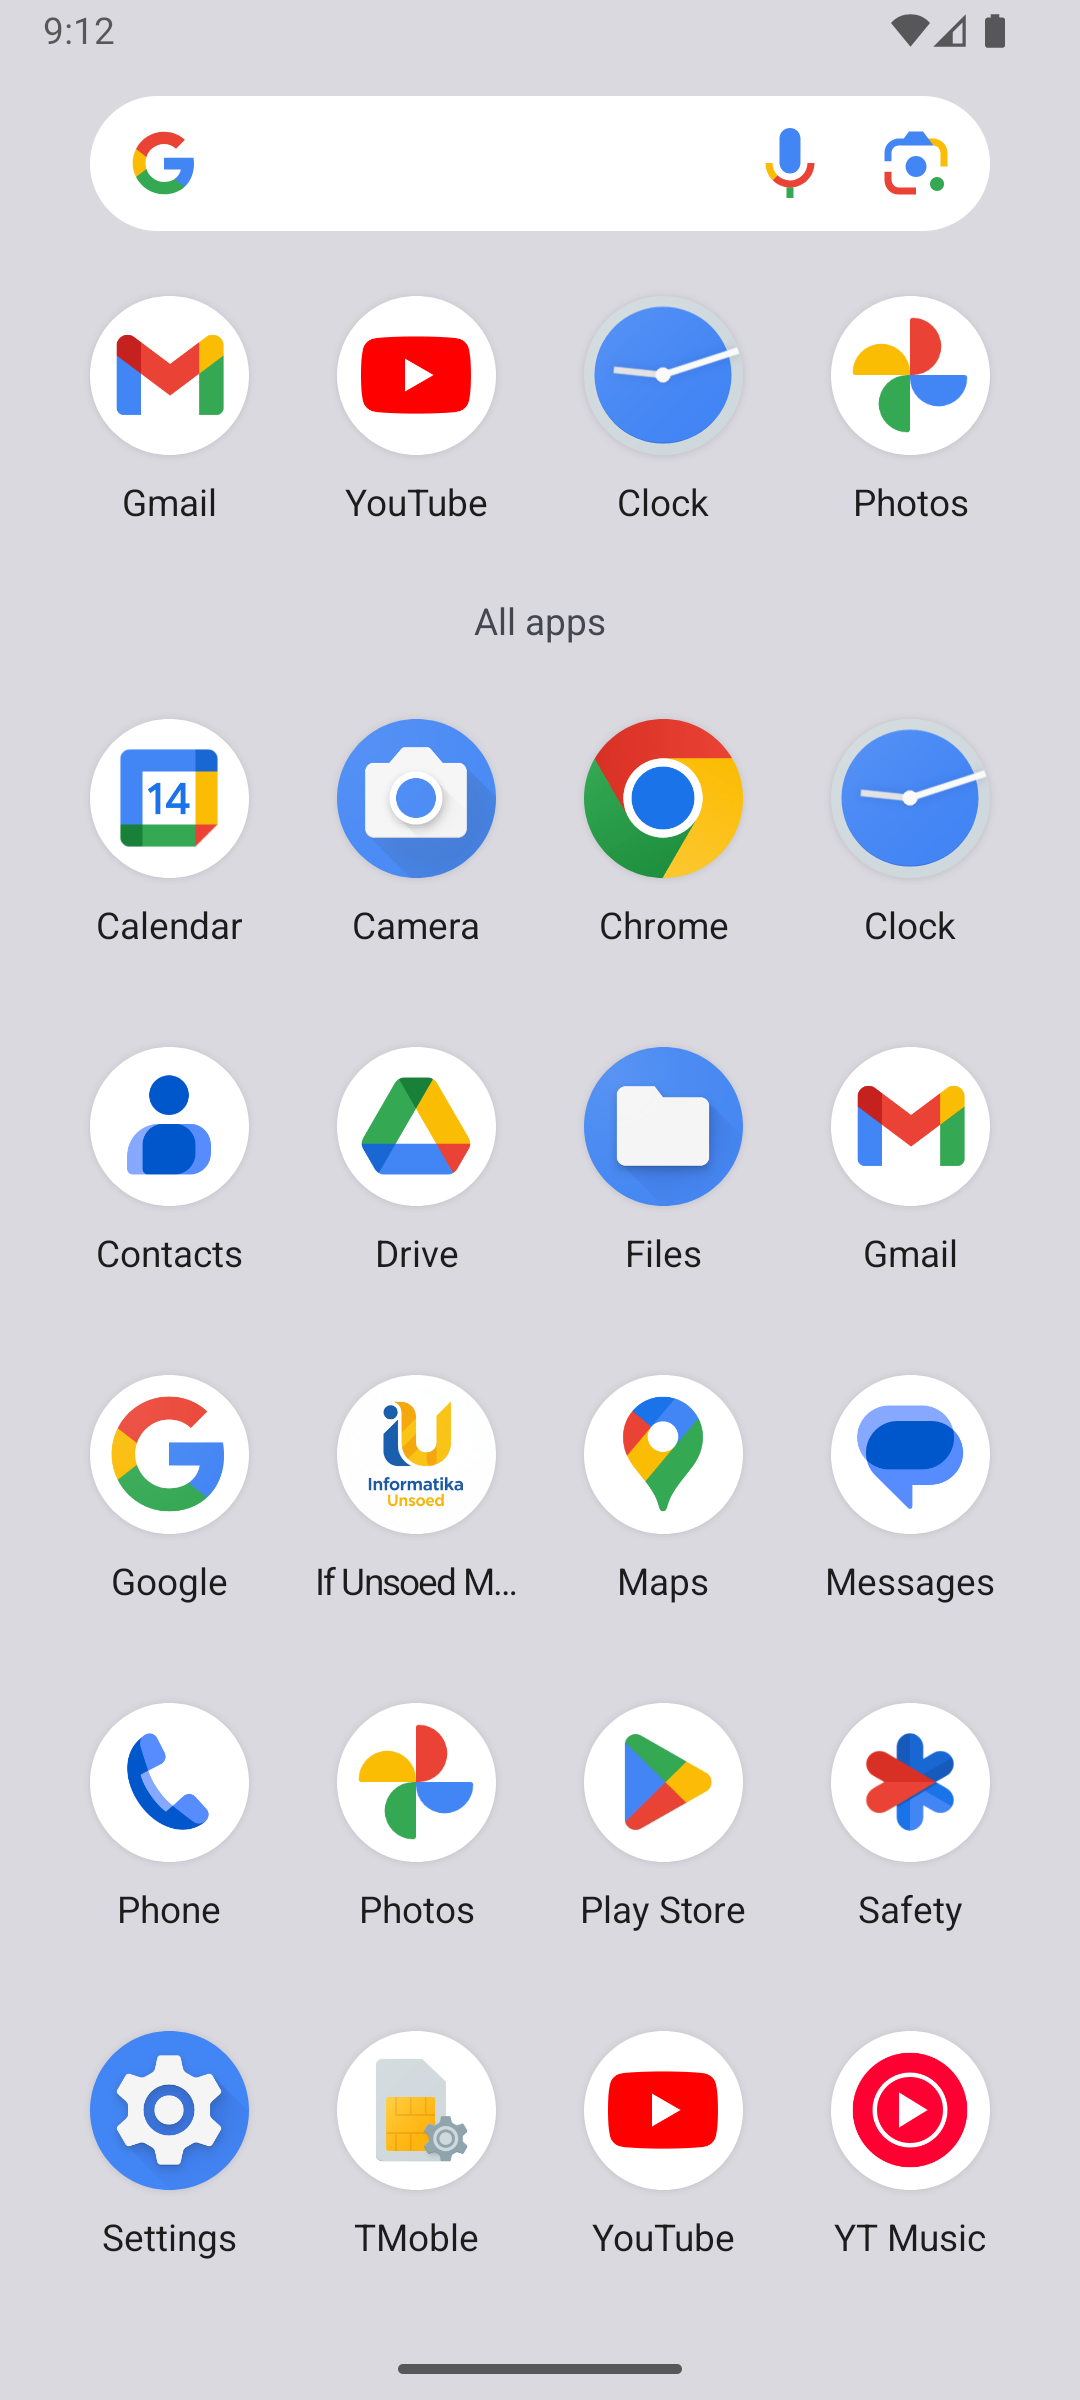 9:12
Gmail YouTube Clock Photos
All apps
14
Calendar Camera Chrome Clock
Contacts Drive Files Gmail
Informatika
Unsoed
Google If Unsoed M... Maps Messages
Phone Photos Play Store Safety
Settings TMoble YouTube YT Music